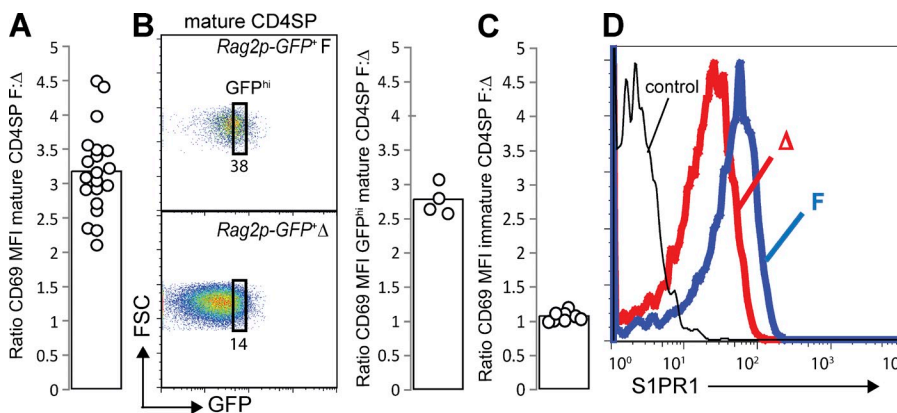 A
Ratio CD69 MFI mature CD4SP F:Δ
5
4.5
4
3.5
3
2.5
2
1.5
1
0.5
0
B
mature CD4SP
Rag2p-GFP⁺ F
GFPʰⁱ
38
Rag2p-GFP⁺Δ
14
FSC
GFP
Ratio CD69 MFI GFPʰⁱ mature CD4SP F:Δ
5
4.5
4
3.5
3
2.5
2
1.5
1
0.5
0
C
Ratio CD69 MFI immature CD4SP F:Δ
5
4.5
4
3.5
3
2.5
2
1.5
1
0.5
0
D
control
Δ
F
10⁰
10¹
10²
10³
S1PR1